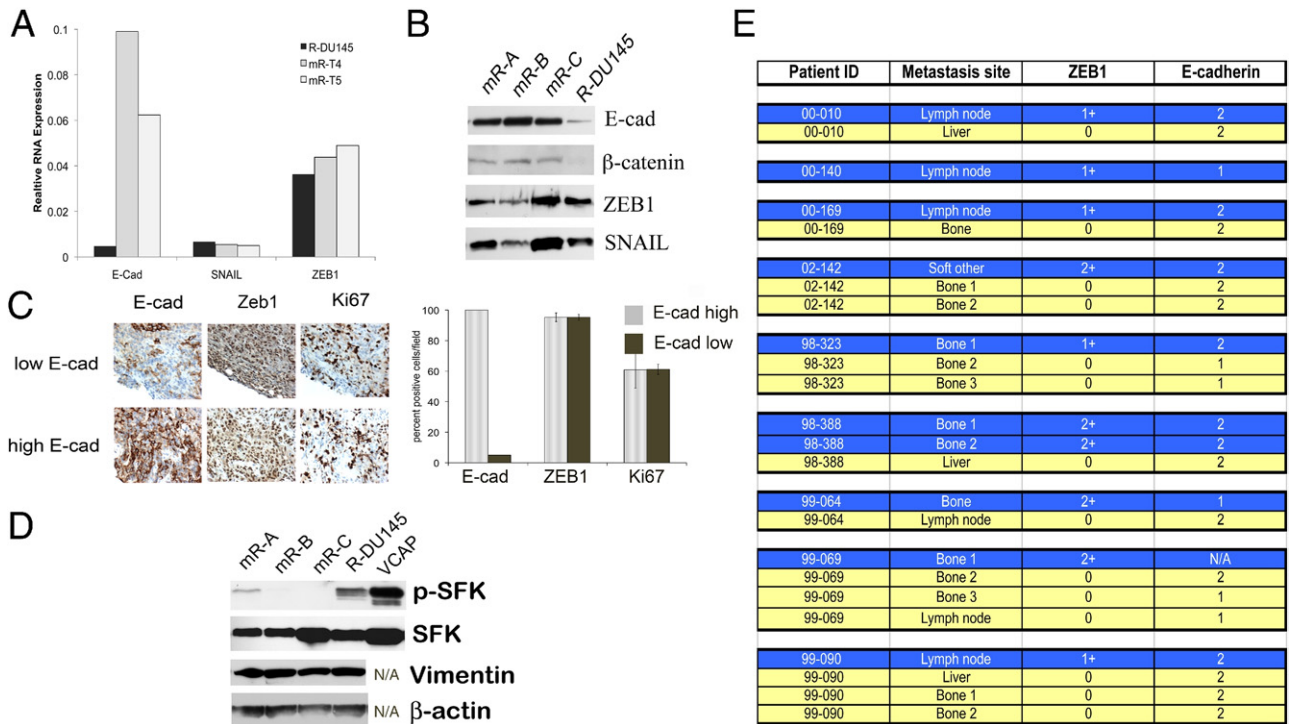 A
0.1
0.08
0.06
0.04
0.02
0
Realtive RNA Expression
R-DU145
mR-T4
mR-T5
E-Cad SNAIL ZEB1
B
mR-A mR-B mR-C R-DU145
E-cad
β-catenin
ZEB1
SNAIL
C
E-cad Zeb1 Ki67
low E-cad
high E-cad
100
80
60
40
20
0
percent positive cells/field
E-cad high
E-cad low
E-cad ZEB1 Ki67
D
mR-A mR-B mR-C R-DU145 VCAP
p-SFK
SFK
N/A Vimentin
N/A β-actin
E
Patient ID Metastasis site ZEB1 E-cadherin
00-010 Lymph node 1+ 2
00-010 Liver 0 2
00-140 Lymph node 1+ 1
00-169 Lymph node 1+ 2
00-169 Bone 0 2
02-142 Soft other 2+ 2
02-142 Bone 1 0 2
02-142 Bone 2 0 2
98-323 Bone 1 1+ 2
98-323 Bone 2 0 1
98-323 Bone 3 0 1
98-388 Bone 1 2+ 2
98-388 Bone 2 2+ 2
98-388 Liver 0 2
99-064 Bone 2+ 1
99-064 Lymph node 0 2
99-069 Bone 1 2+ N/A
99-069 Bone 2 0 2
99-069 Bone 3 0 1
99-069 Lymph node 0 1
99-090 Lymph node 1+ 2
99-090 Liver 0 2
99-090 Bone 1 0 2
99-090 Bone 2 0 2